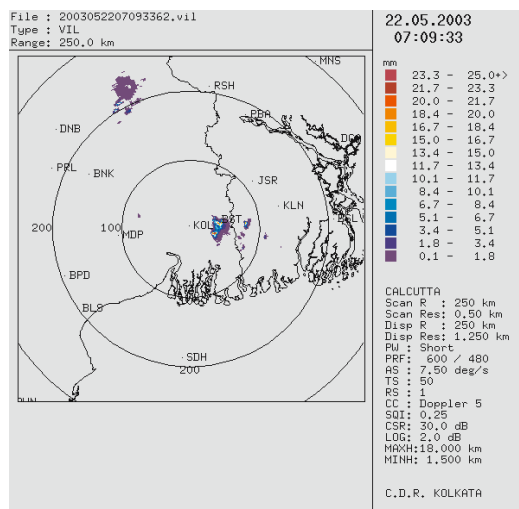 File : 2003052207093362.vil
Type : VIL
Range: 250.0 km
22.05.2003
07:09:33
mm
23.3 - 25.0+>
21.7 - 23.3
20.0 - 21.7
18.4 - 20.0
16.7 - 18.4
15.0 - 16.7
13.4 - 15.0
11.7 - 13.4
10.1 - 11.7
8.4 - 10.1
6.7 - 8.4
5.1 - 6.7
3.4 - 5.1
1.8 - 3.4
0.1 - 1.8
MNS
RSH
PBA
DNB
PRL
BNK
JSR
KLN
200
100
MDP
KOL
BPD
BLS
SDH
200
CALCUTTA
Scan R : 250 km
Scan Res: 0.50 km
Disp R : 250 km
Disp Res: 1.250 km
PW : Short
PRF: 600 / 480
AS : 7.50 deg/s
TS : 50
RS : 1
CC : Doppler 5
SQI: 0.25
CSR: 30.0 dB
LOG: 2.0 dB
MAXH:18.000 km
MINH: 1.500 km
C.D.R. KOLKATA